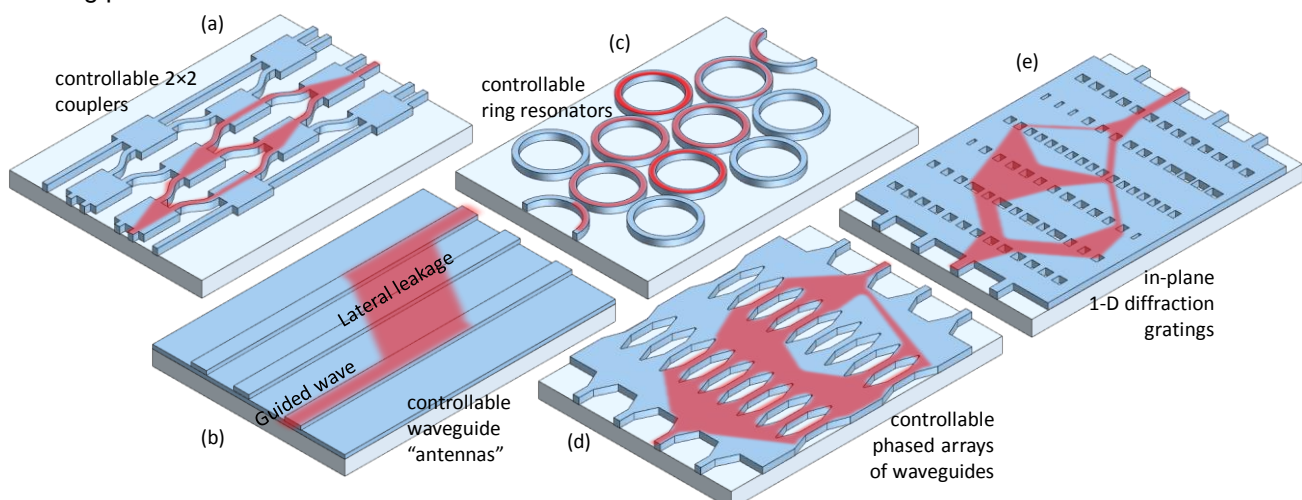 (a)
controllable 2×2
couplers
(c)
controllable
ring resonators
(e)
in-plane
1-D diffraction
gratings
Lateral leakage
Guided wave
(b)
controllable
waveguide
“antennas”
(d)
controllable
phased arrays
of waveguides